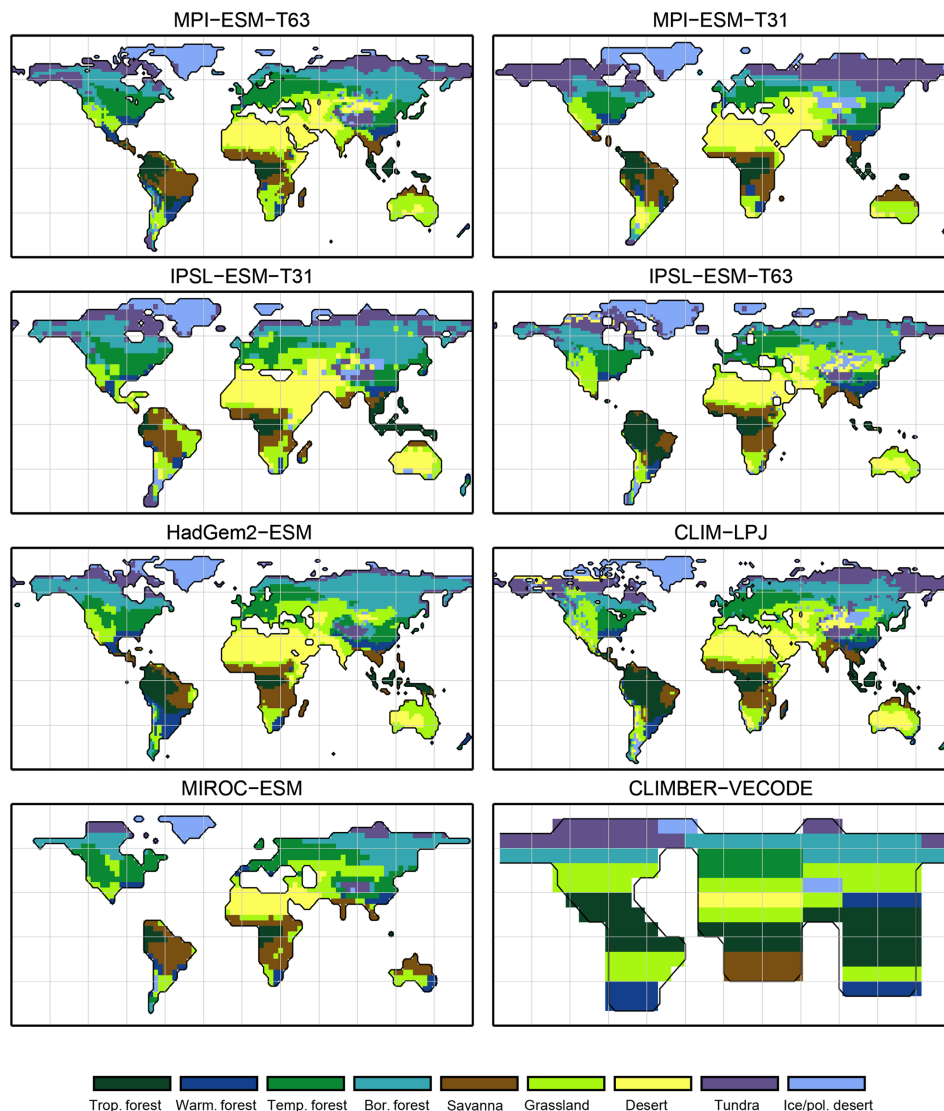 MPI−ESM−T63
MPI−ESM−T31
IPSL−ESM−T31
IPSL−ESM−T63
HadGem2−ESM
CLIM−LPJ
MIROC−ESM
CLIMBER−VECODE
Trop. forest
Warm. forest
Temp. forest
Bor. forest
Savanna
Grassland
Desert
Tundra
Ice/pol. desert